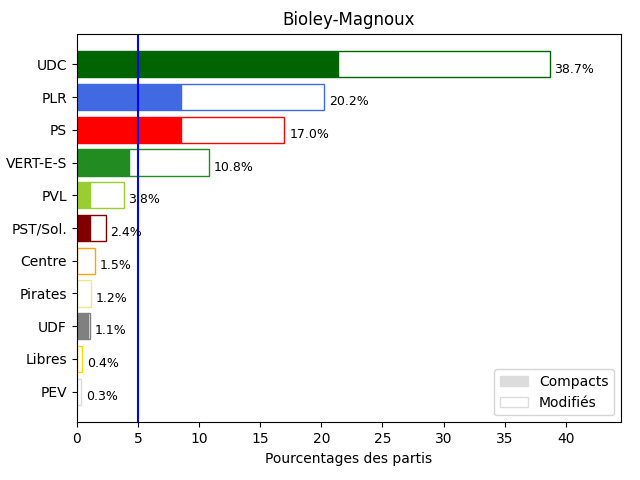 Bioley-Magnoux
UDC 38.7%
PLR 20.2%
PS 17.0%
VERT-E-S 10.8%
PVL 3.8%
PST/Sol. 2.4%
Centre 1.5%
Pirates 1.2%
UDF 1.1%
Libres 0.4%
PEV 0.3%
Compacts
Modifiés
0 5 10 15 20 25 30 35 40
Pourcentages des partis